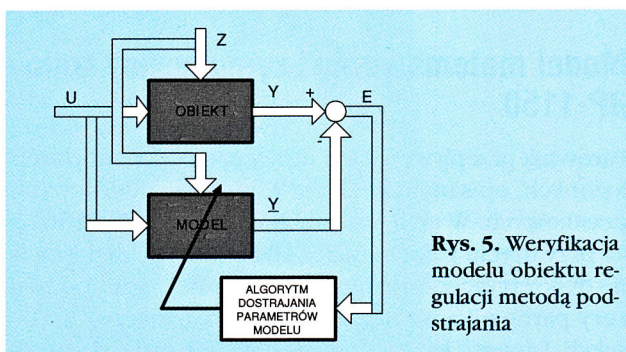 Z
U
Y
+
E
OBIEKT
-
MODEL
Y
Rys. 5. Weryfikacja
modelu obiektu re-
gulacji metodą pod-
strajania
ALGORYTM
DOSTRAJANIA
PARAMETRÓW
MODELU